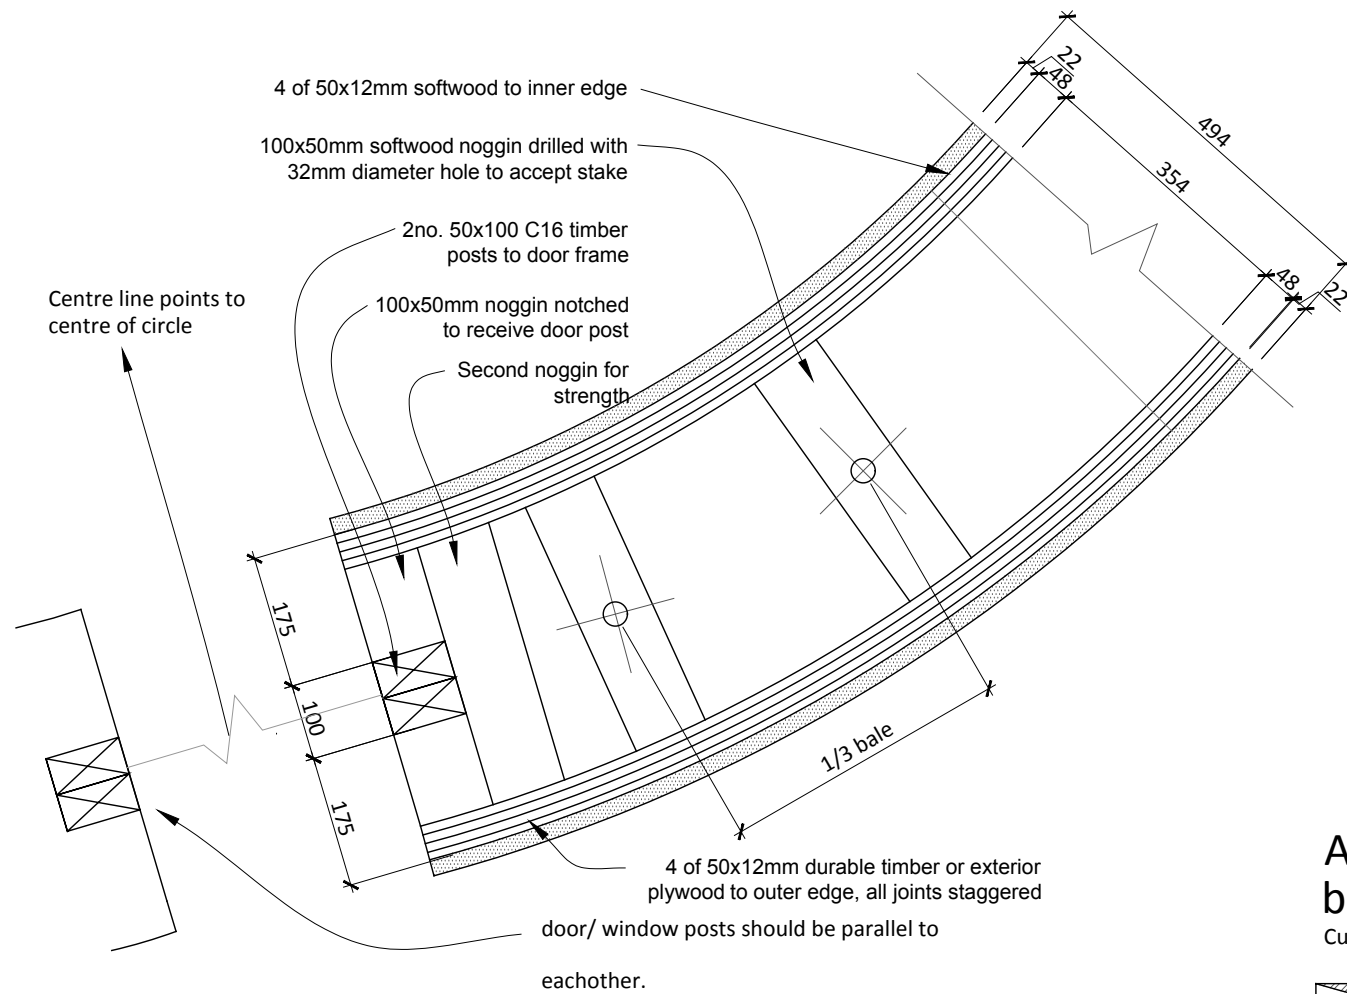 4 of 50x12mm softwood to inner edge
100x50mm softwood noggin drilled with
32mm diameter hole to accept stake
2no. 50x100 C16 timber
posts to door frame
Centre line points to
centre of circle
100x50mm noggin notched
to receive door post
Second noggin for
strength
22
48
494
354
48
22
175
100
175
1/3 bale
4 of 50x12mm durable timber or exterior
plywood to outer edge, all joints staggered
door/ window posts should be parallel to
eachother.
A
b
Cu